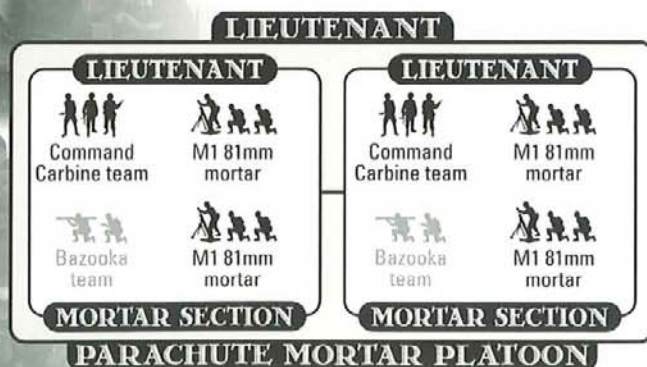 LIEUTENANT
LIEUTENANT
Command
Carbine team
M1 81mm
mortar
Bazooka
team
M1 81mm
mortar
MORTAR SECTION
LIEUTENANT
Command
Carbine team
M1 81mm
mortar
Bazooka
team
M1 81mm
mortar
MORTAR SECTION
PARACHUTE MORTAR PLATOON